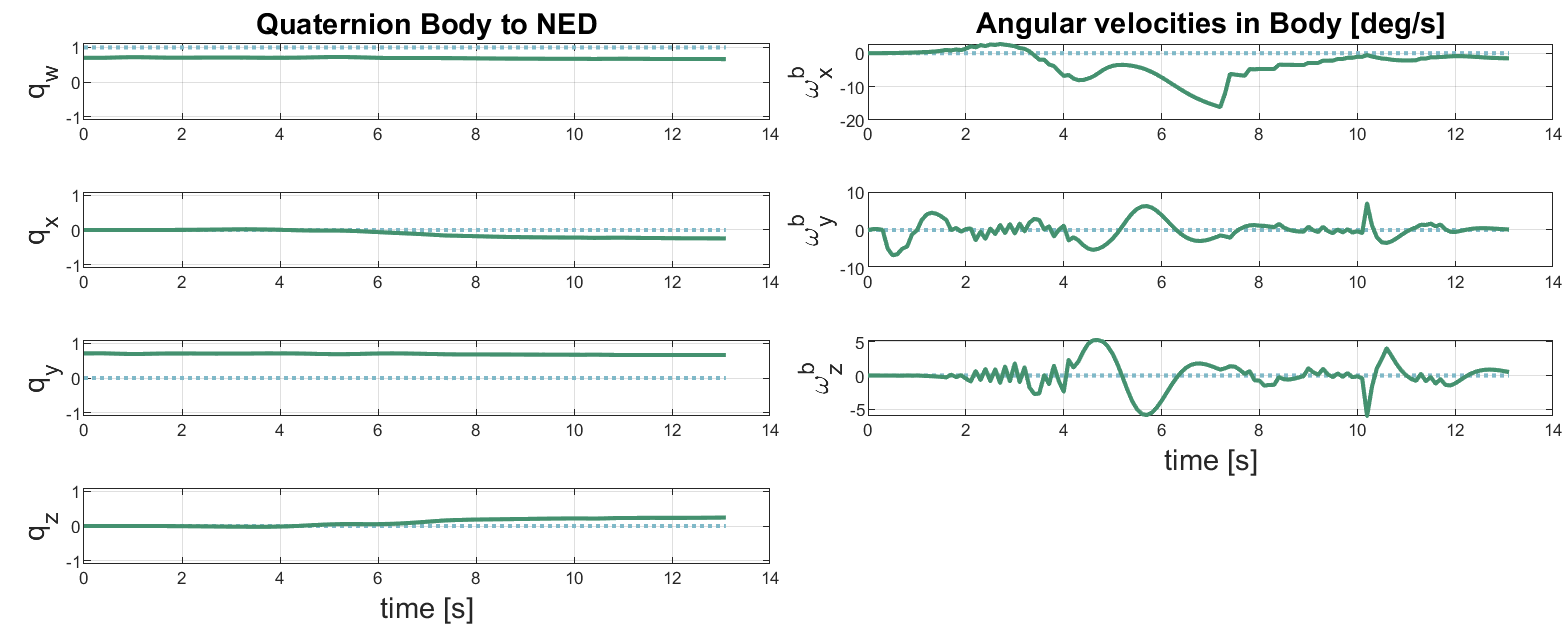 Quaternion Body to NED
q_w
1
0
-1
0 2 4 6 8 10 12 14
q_x
1
0
-1
0 2 4 6 8 10 12 14
q_y
1
0
-1
0 2 4 6 8 10 12 14
q_z
1
0
-1
0 2 4 6 8 10 12 14
time [s]
Angular velocities in Body [deg/s]
ω^b_x
0
-10
-20
0 2 4 6 8 10 12 14
ω^b_y
10
0
-10
0 2 4 6 8 10 12 14
ω^b_z
5
0
-5
0 2 4 6 8 10 12 14
time [s]